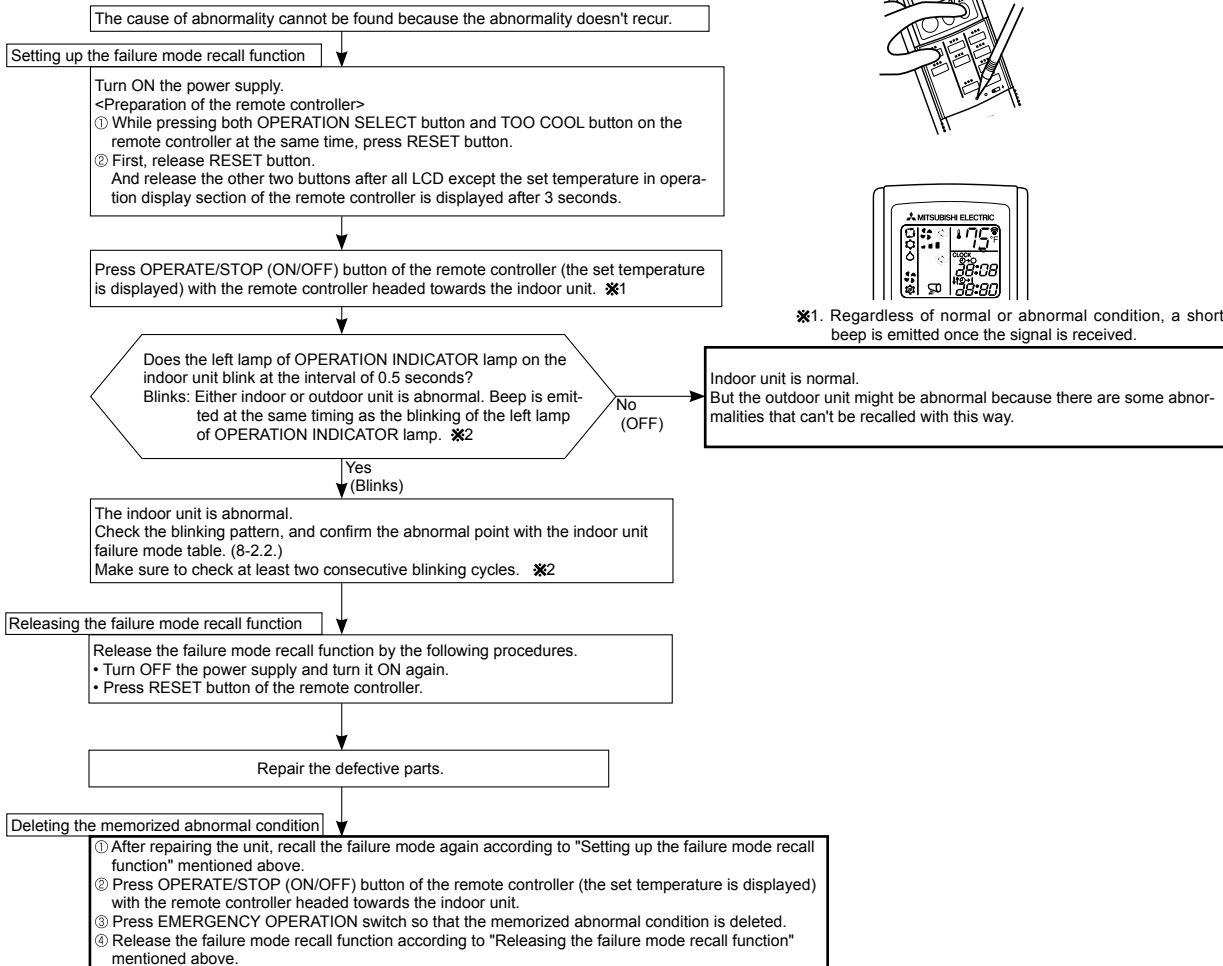 The cause of abnormality cannot be found because the abnormality doesn't recur.
Setting up the failure mode recall function
Turn ON the power supply.
<Preparation of the remote controller>
① While pressing both OPERATION SELECT button and TOO COOL button on the
remote controller at the same time, press RESET button.
② First, release RESET button.
And release the other two buttons after all LCD except the set temperature in opera-
tion display section of the remote controller is displayed after 3 seconds.
Press OPERATE/STOP (ON/OFF) button of the remote controller (the set temperature
is displayed) with the remote controller headed towards the indoor unit. ※1
MITSUBISHI ELECTRIC
75°F
CLOCK
88:08
88:80
※1. Regardless of normal or abnormal condition, a short
beep is emitted once the signal is received.
Does the left lamp of OPERATION INDICATOR lamp on the
indoor unit blink at the interval of 0.5 seconds?
Blinks: Either indoor or outdoor unit is abnormal. Beep is emit-
ted at the same timing as the blinking of the left lamp
of OPERATION INDICATOR lamp. ※2
No
(OFF)
Indoor unit is normal.
But the outdoor unit might be abnormal because there are some abnor-
malities that can't be recalled with this way.
Yes
(Blinks)
The indoor unit is abnormal.
Check the blinking pattern, and confirm the abnormal point with the indoor unit
failure mode table. (8-2.2.)
Make sure to check at least two consecutive blinking cycles. ※2
Releasing the failure mode recall function
Release the failure mode recall function by the following procedures.
• Turn OFF the power supply and turn it ON again.
• Press RESET button of the remote controller.
Repair the defective parts.
Deleting the memorized abnormal condition
① After repairing the unit, recall the failure mode again according to "Setting up the failure mode recall
function" mentioned above.
② Press OPERATE/STOP (ON/OFF) button of the remote controller (the set temperature is displayed)
with the remote controller headed towards the indoor unit.
③ Press EMERGENCY OPERATION switch so that the memorized abnormal condition is deleted.
④ Release the failure mode recall function according to "Releasing the failure mode recall function"
mentioned above.